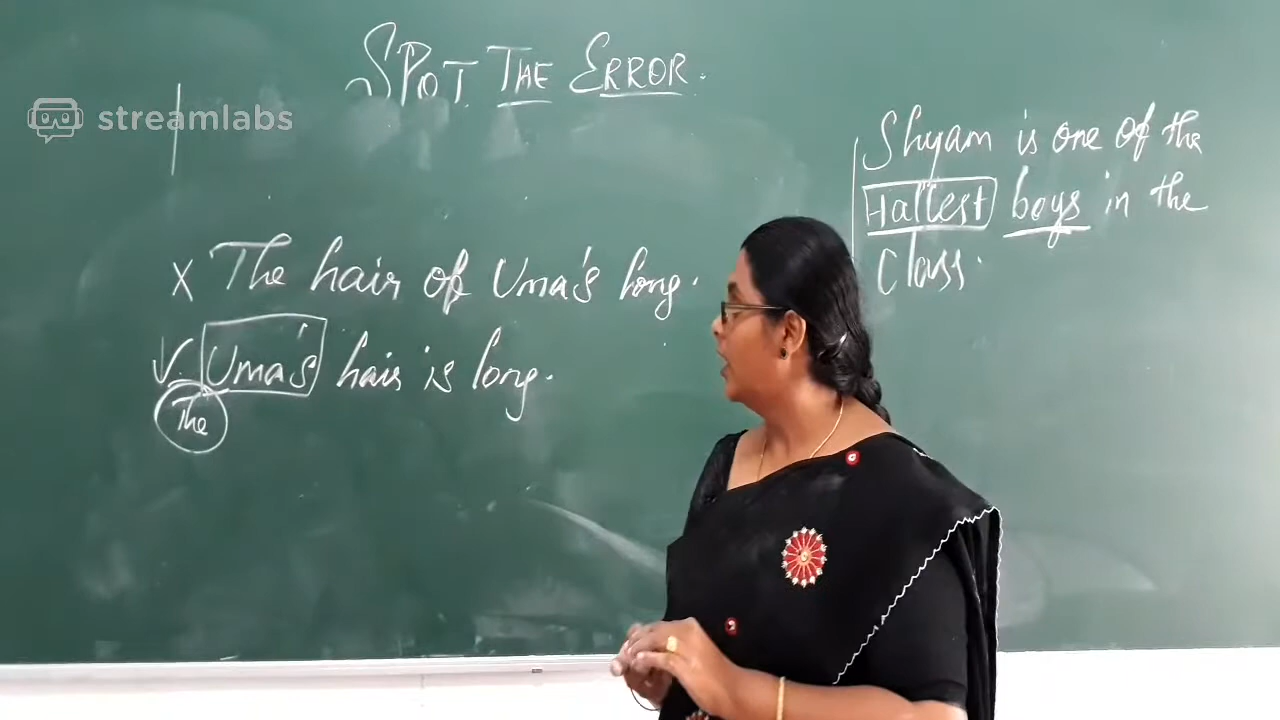 streamlabs
SPOT THE ERROR.
X The hair of Uma's long.
Uma's hair is long.
The
Shyam is one of the
tallest boys in the
class.